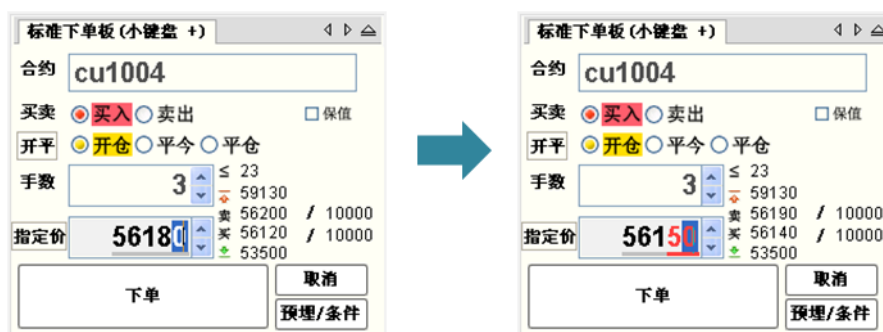 标准下单板(小键盘 +)
合约 cu1004
买卖 买入 卖出 保值
开平 开仓 平今 平仓
手数 3 ≤ 23
59130
指定价 56180 卖 56200 / 10000
买 56120 / 10000
53500
下单 取消
预埋/条件
标准下单板(小键盘 +)
合约 cu1004
买卖 买入 卖出 保值
开平 开仓 平今 平仓
手数 3 ≤ 23
59130
指定价 56150 卖 56190 / 10000
买 56140 / 10000
53500
下单 取消
预埋/条件